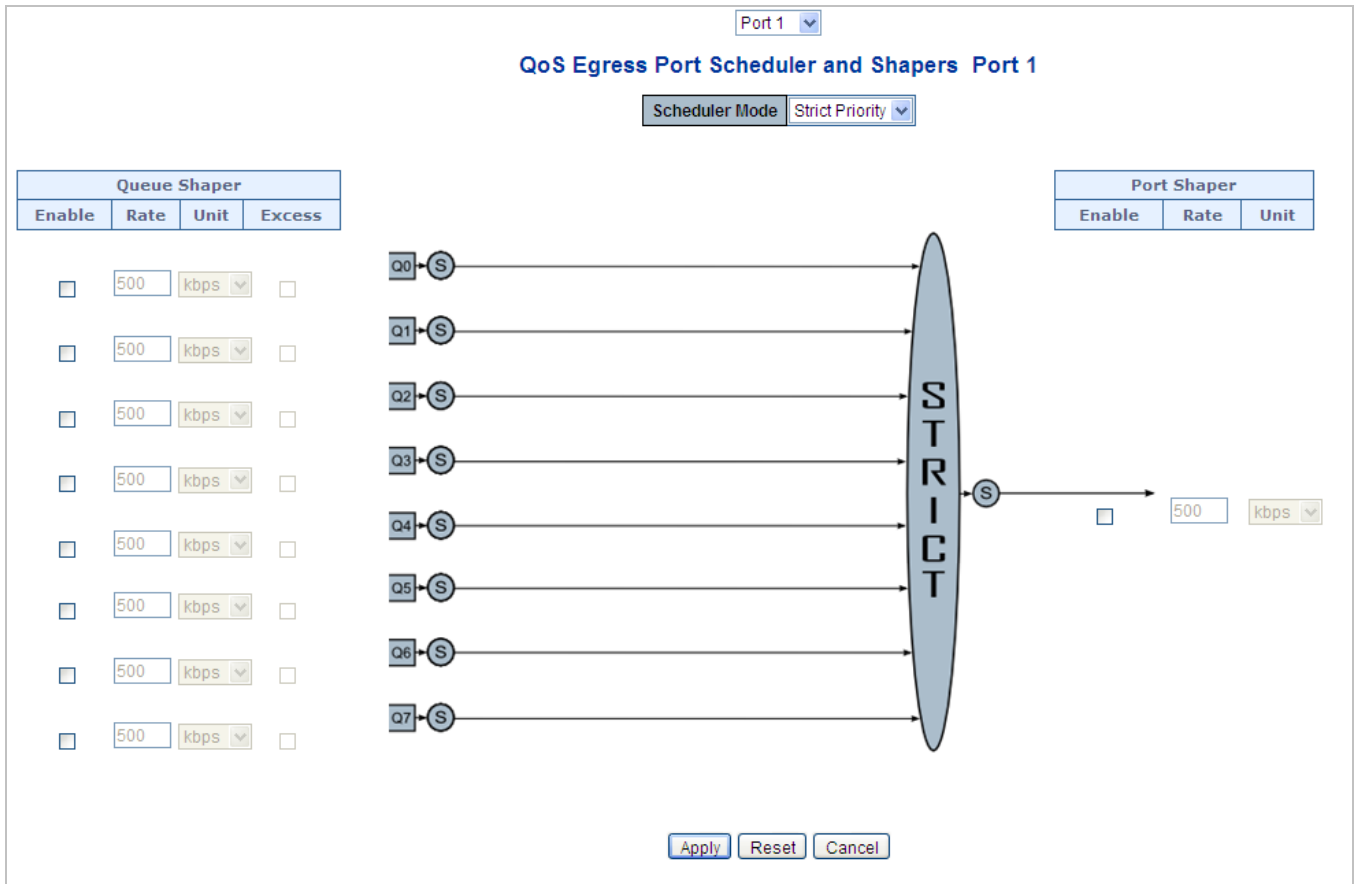 Port 1
QoS Egress Port Scheduler and Shapers Port 1
Scheduler Mode Strict Priority
Queue Shaper
Enable Rate Unit Excess
Port Shaper
Enable Rate Unit
500 kbps
Q0 S
500 kbps
Q1 S
500 kbps
Q2 S
500 kbps
Q3 S
500 kbps
Q4 S
500 kbps
Q5 S
500 kbps
Q6 S
500 kbps
Q7 S
STRICT
S
500 kbps
Apply Reset Cancel